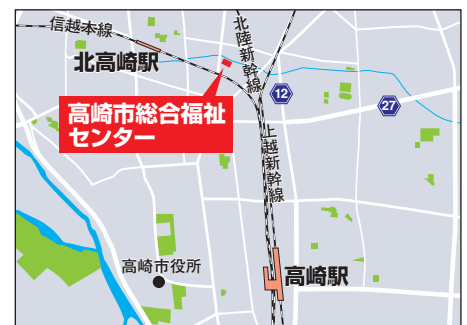 信越本線
北高崎駅
北陸新幹線
12
27
高崎市総合福祉
センター
上越新幹線
高崎市役所
高崎駅